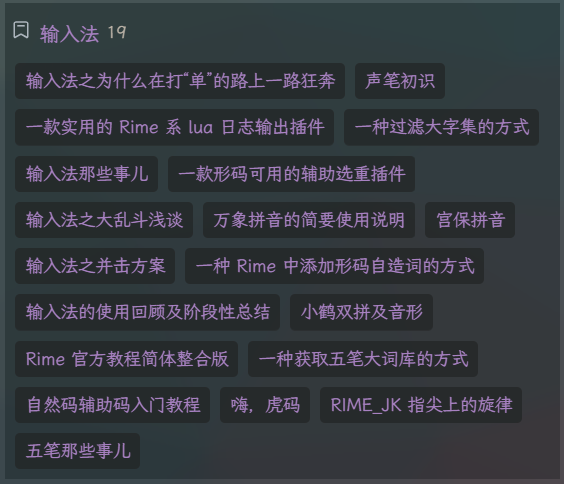 输入法 19
输入法之为什么在打“单”的路上一路狂奔 声笔初识
一款实用的 Rime 系 lua 日志输出插件 一种过滤大字集的方式
输入法那些事儿 一款形码可用的辅助选重插件
输入法之大乱斗浅谈 万象拼音的简要使用说明 宫保拼音
输入法之并击方案 一种 Rime 中添加形码自造词的方式
输入法的使用回顾及阶段性总结 小鹤双拼及音形
Rime 官方教程简体整合版 一种获取五笔大词库的方式
自然码辅助码入门教程 嗨，虎码 RIME_JK 指尖上的旋律
五笔那些事儿